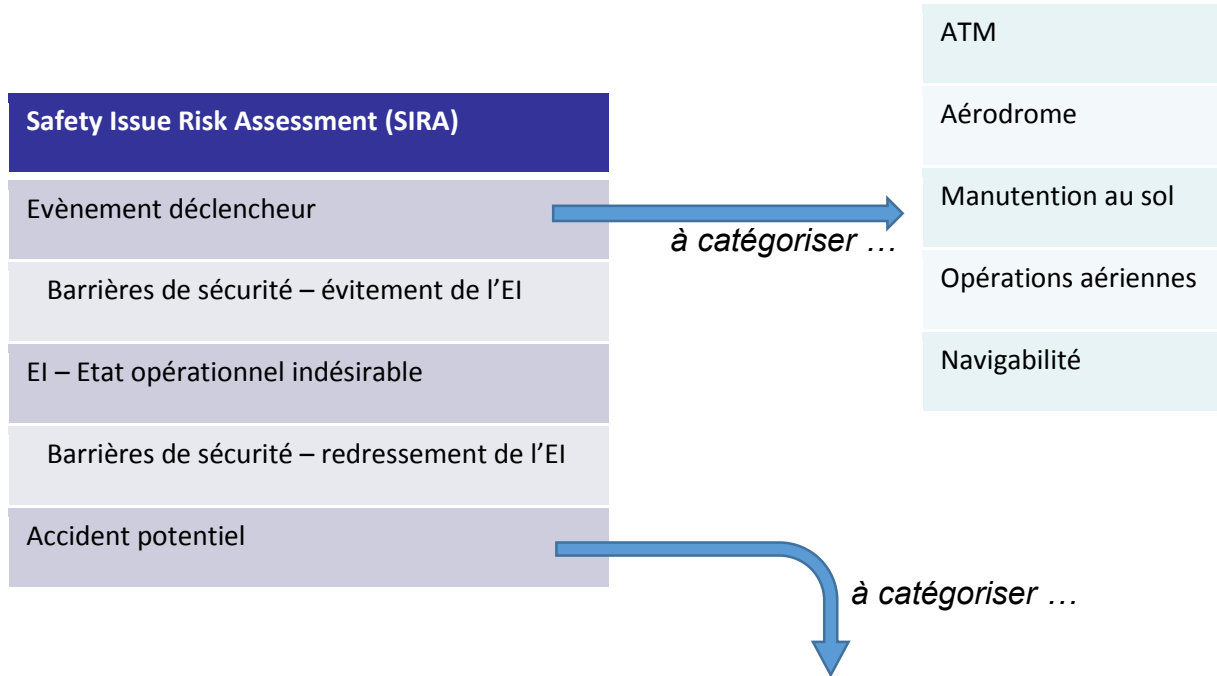 Safety Issue Risk Assessment (SIRA)
Evènement déclencheur
Barrières de sécurité – évitement de l’EI
EI – Etat opérationnel indésirable
Barrières de sécurité – redressement de l’EI
Accident potentiel
à catégoriser …
ATM
Aérodrome
Manutention au sol
Opérations aériennes
Navigabilité
à catégoriser …